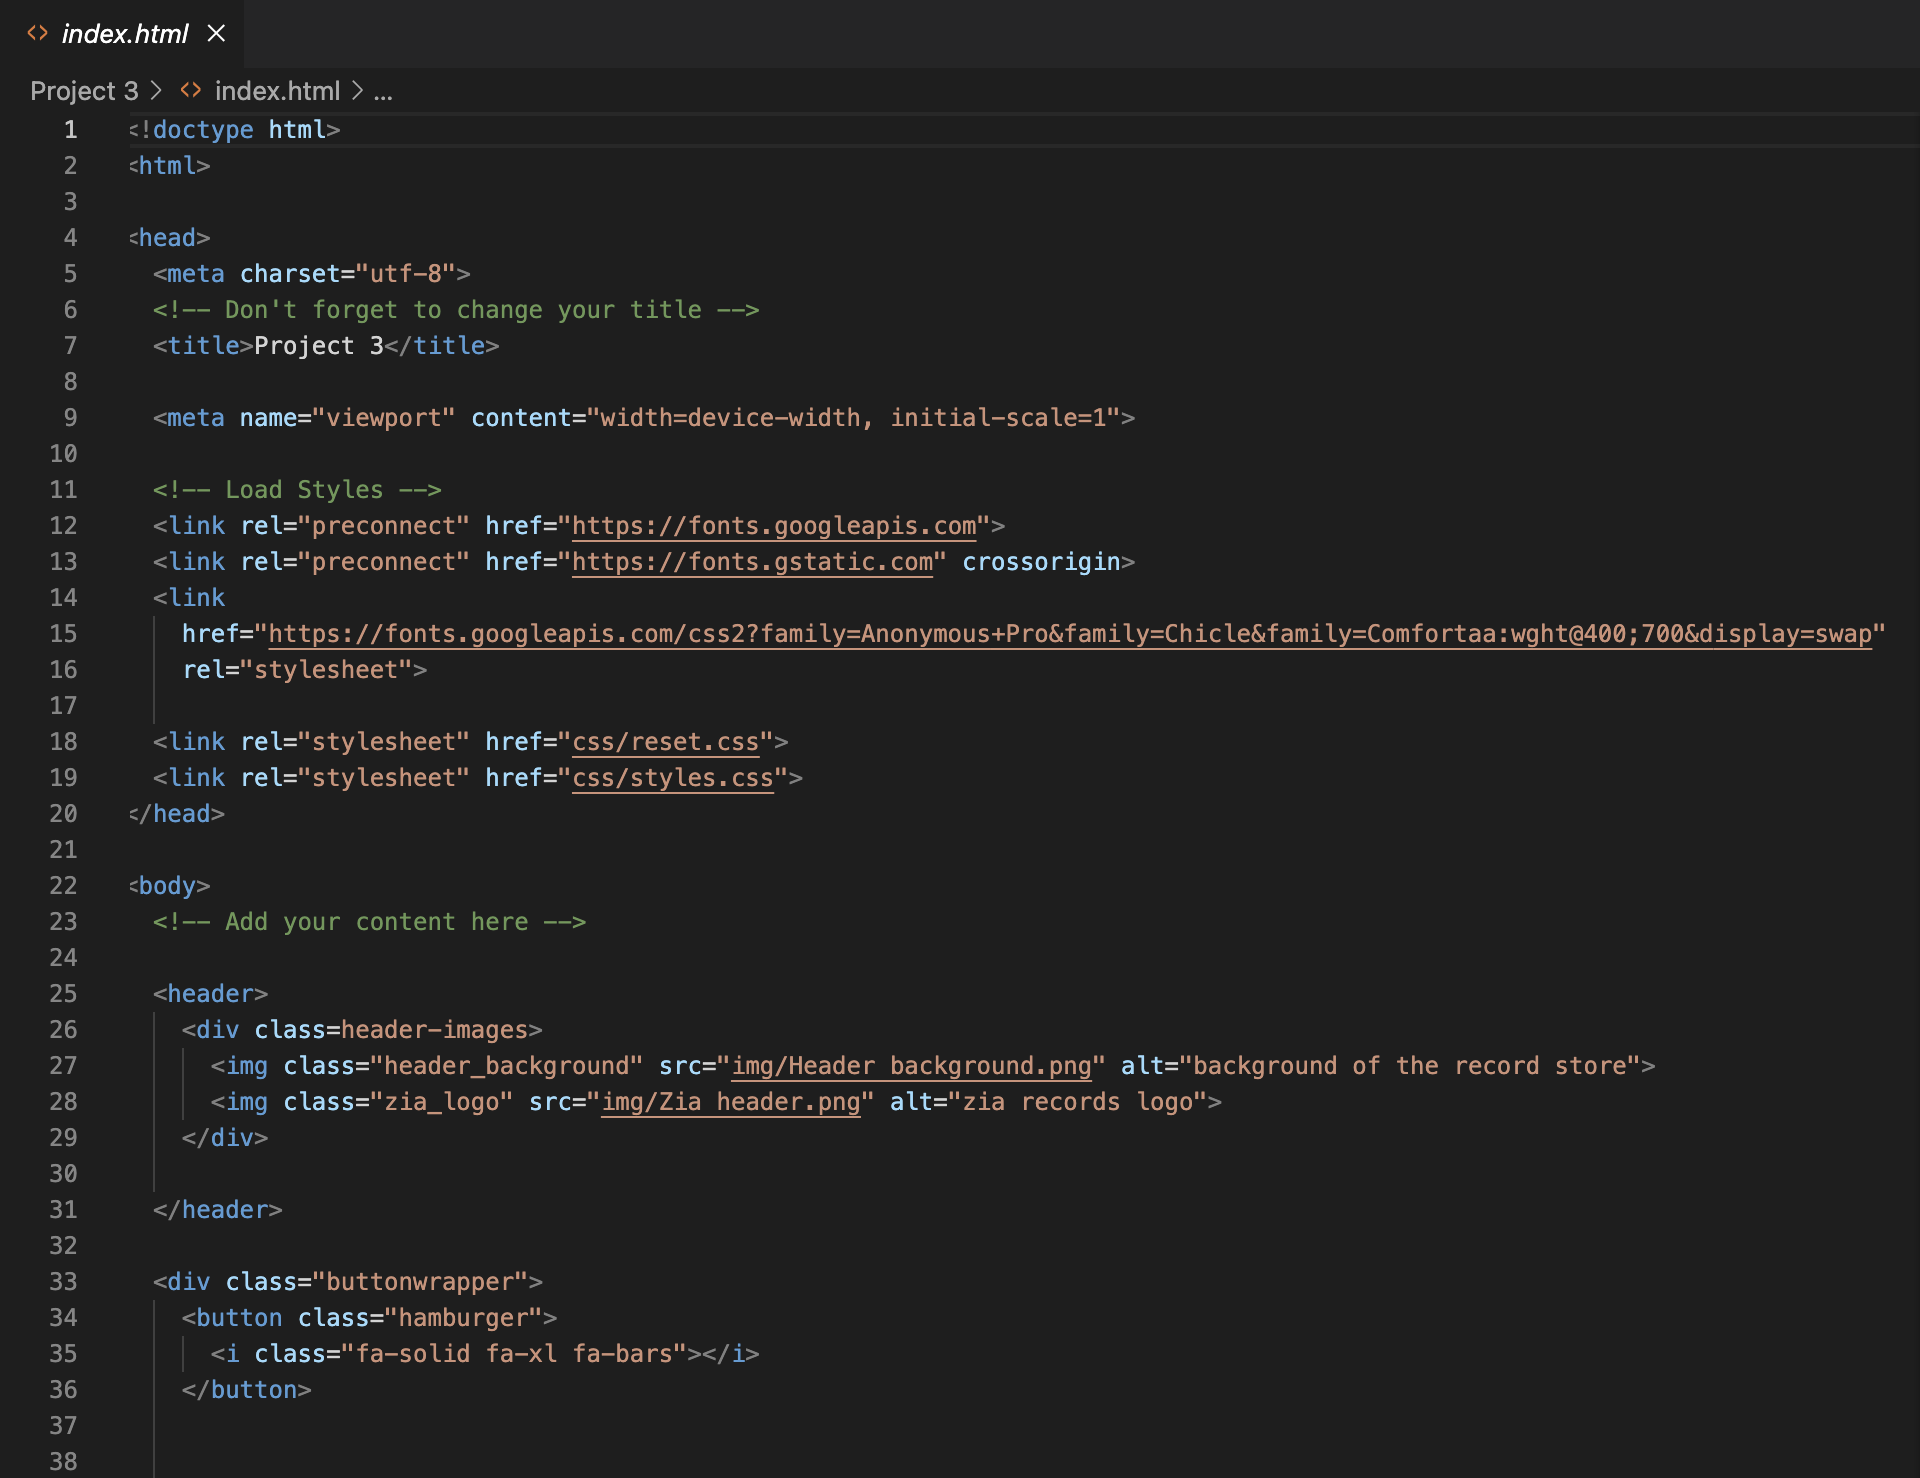 index.html
Project 3 > index.html > ...
1 <!doctype html>
2 <html>
3
4 <head>
5   <meta charset="utf-8">
6   <!-- Don't forget to change your title -->
7   <title>Project 3</title>
8
9   <meta name="viewport" content="width=device-width, initial-scale=1">
10
11   <!-- Load Styles -->
12   <link rel="preconnect" href="https://fonts.googleapis.com">
13   <link rel="preconnect" href="https://fonts.gstatic.com" crossorigin>
14   <link
15     href="https://fonts.googleapis.com/css2?family=Anonymous+Pro&family=Chicle&family=Comfortaa:wght@400;700&display=swap"
16     rel="stylesheet">
17
18   <link rel="stylesheet" href="css/reset.css">
19   <link rel="stylesheet" href="css/styles.css">
20 </head>
21
22 <body>
23   <!-- Add your content here -->
24
25   <header>
26     <div class=header-images>
27       <img class="header_background" src="img/Header background.png" alt="background of the record store">
28       <img class="zia_logo" src="img/Zia header.png" alt="zia records logo">
29     </div>
30
31   </header>
32
33   <div class="buttonwrapper">
34     <button class="hamburger">
35       <i class="fa-solid fa-xl fa-bars"></i>
36     </button>
37
38